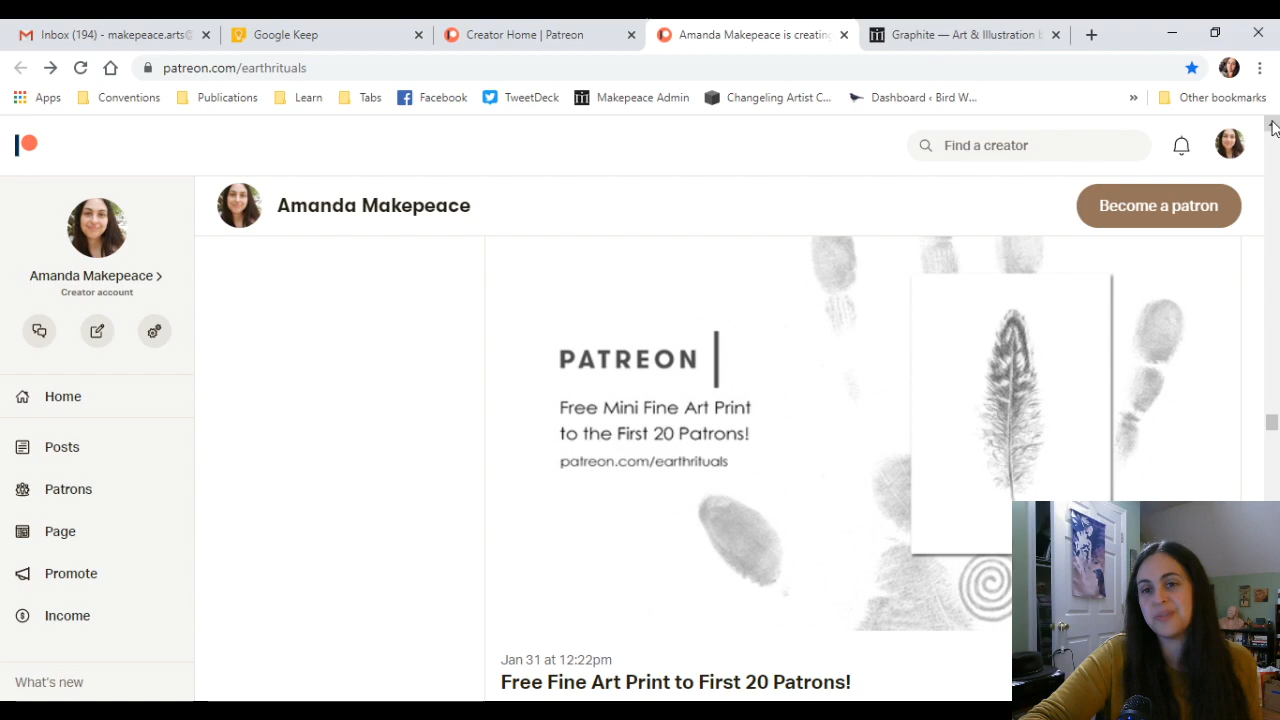 Inbox (194) - makepeace.arts@
Google Keep
Creator Home | Patreon
Amanda Makepeace is creating
Graphite — Art & Illustration b
patreon.com/earthrituals
Apps
Conventions
Publications
Learn
Tabs
Facebook
TweetDeck
Makepeace Admin
Changeling Artist C...
Dashboard ‹ Bird W...
»
Other bookmarks
Find a creator
Amanda Makepeace
Become a patron
Amanda Makepeace
Creator account
Home
Posts
Patrons
Page
Promote
Income
What's new
PATREON
Free Mini Fine Art Print
to the First 20 Patrons!
patreon.com/earthrituals
Jan 31 at 12:22pm
Free Fine Art Print to First 20 Patrons!